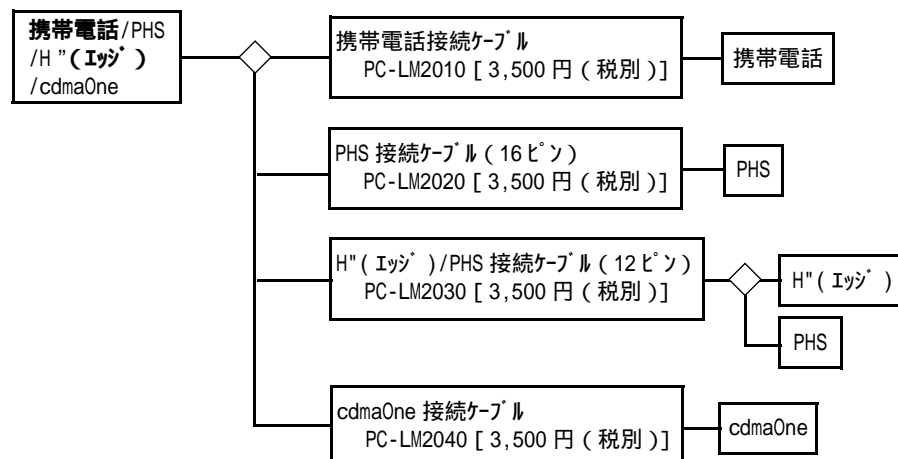 携帯電話/PHS
/H"(ｴｯｼﾞ)
/cdmaOne
携帯電話接続ｹｰﾌﾞﾙ
PC-LM2010 [ 3,500 円 ( 税別 )]
携帯電話
PHS 接続ｹｰﾌﾞﾙ ( 16 ﾋﾟﾝ )
PC-LM2020 [ 3,500 円 ( 税別 )]
PHS
H"( ｴｯｼﾞ )/PHS 接続ｹｰﾌﾞﾙ ( 12 ﾋﾟﾝ )
PC-LM2030 [ 3,500 円 ( 税別 )]
H"( ｴｯｼﾞ )
PHS
cdmaOne 接続ｹｰﾌﾞﾙ
PC-LM2040 [ 3,500 円 ( 税別 )]
cdmaOne